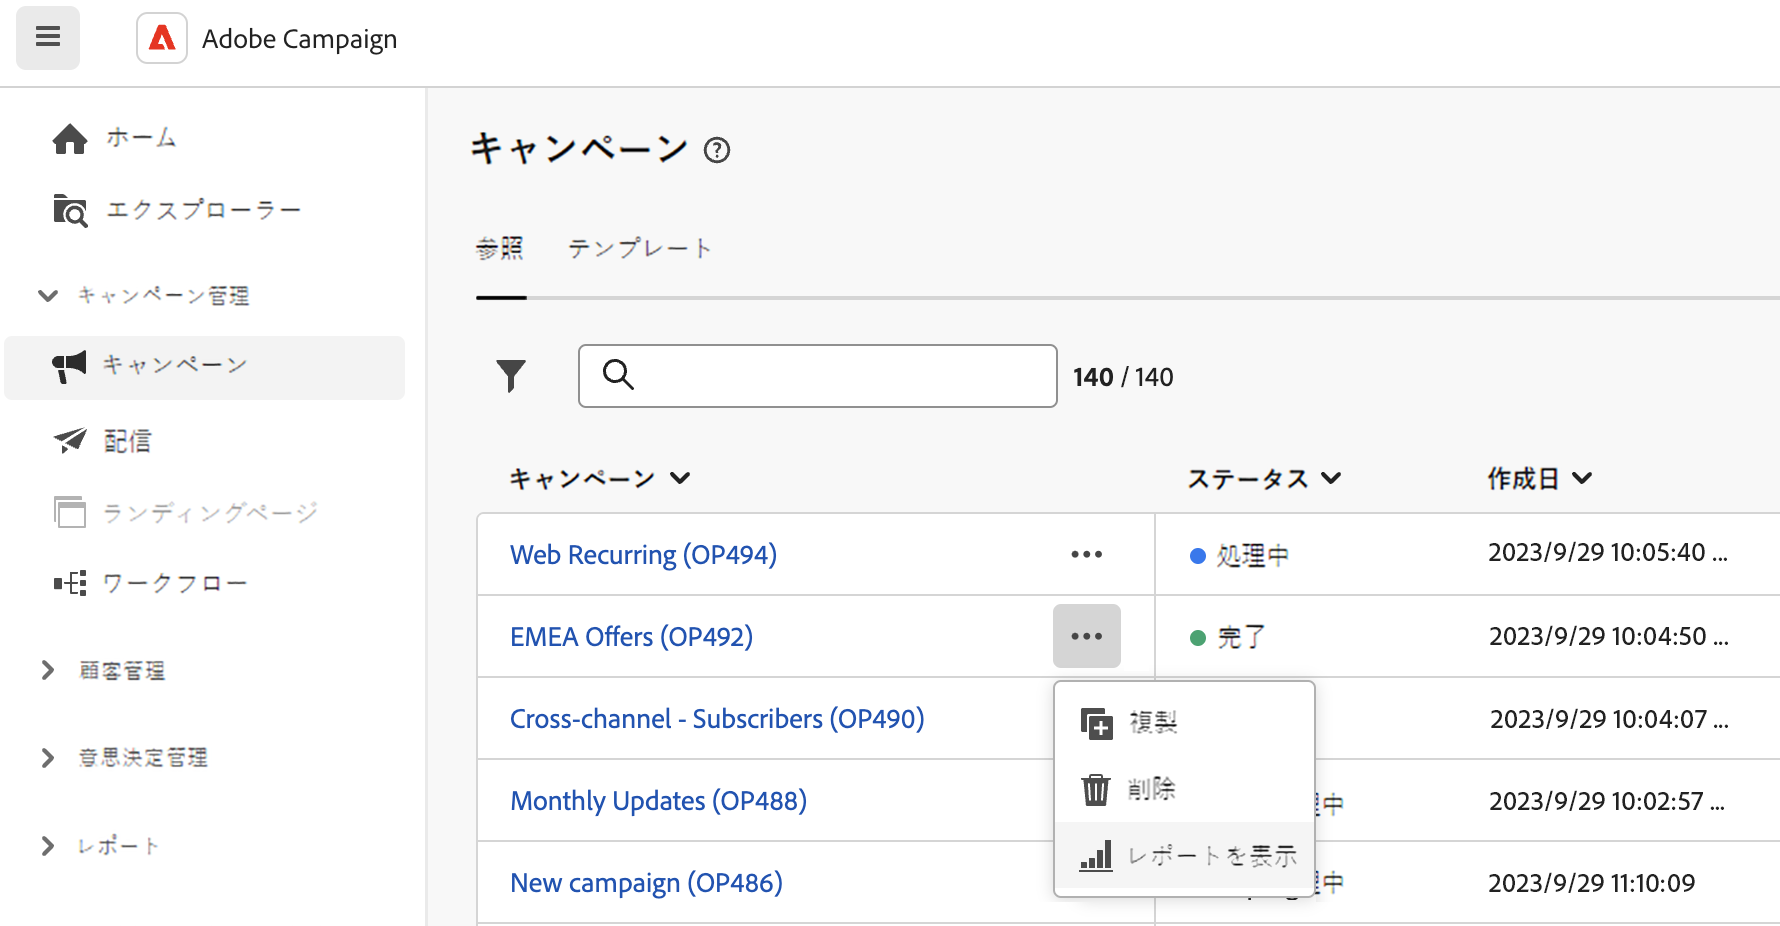 Adobe Campaign
ホーム
エクスプローラー
キャンペーン管理
キャンペーン
配信
ランディングページ
ワークフロー
顧客管理
意思決定管理
レポート
キャンペーン ?
参照 テンプレート
140 / 140
キャンペーン ステータス 作成日
Web Recurring (OP494) ••• 処理中 2023/9/29 10:05:40 ...
EMEA Offers (OP492) ••• 完了 2023/9/29 10:04:50 ...
Cross-channel - Subscribers (OP490) 2023/9/29 10:04:07 ...
Monthly Updates (OP488) 中 2023/9/29 10:02:57 ...
New campaign (OP486) 中 2023/9/29 11:10:09
複製
削除
レポートを表示